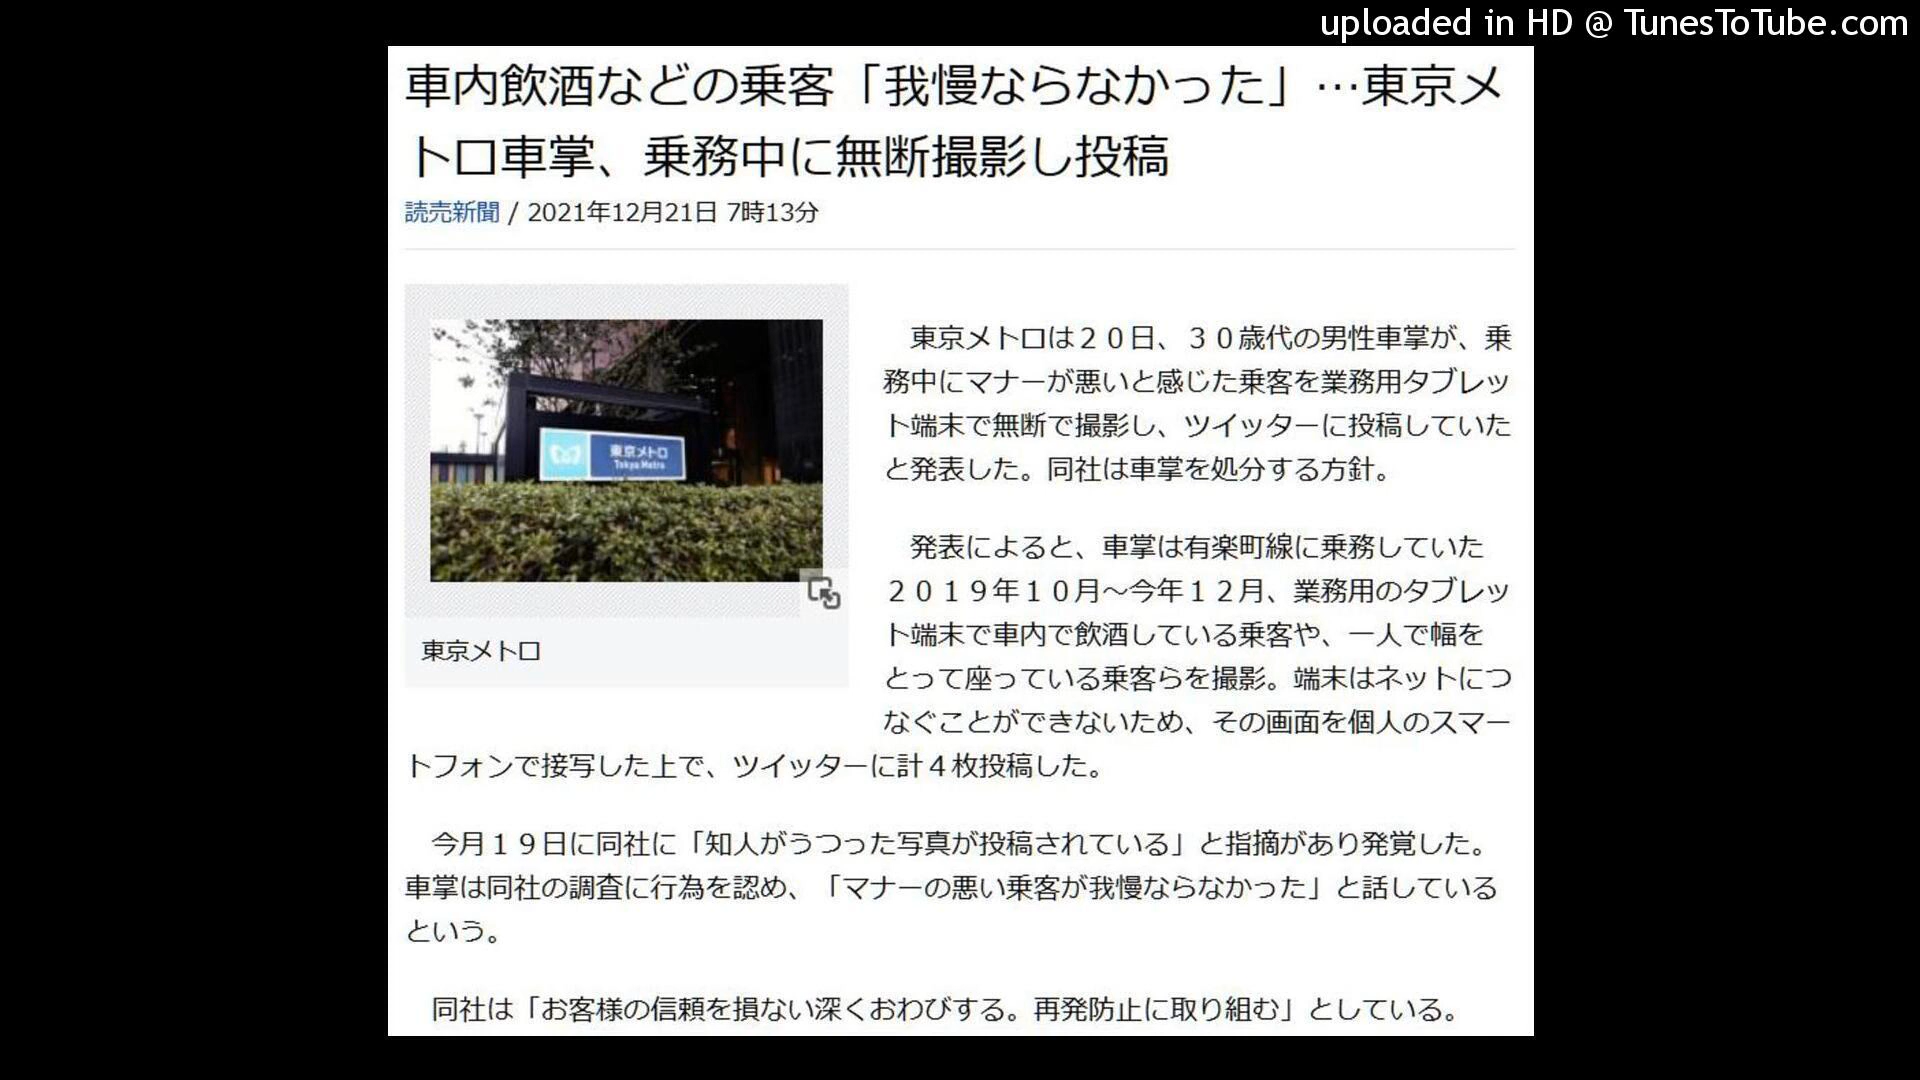 uploaded in HD @ TunesToTube.com
車内飲酒などの乗客「我慢ならなかった」…東京メ
トロ車掌、乗務中に無断撮影し投稿
読売新聞 / 2021年12月21日 7時13分
東京メトロ
Tokyo Metro
東京メトロ
東京メトロは２０日、３０歳代の男性車掌が、乗
務中にマナーが悪いと感じた乗客を業務用タブレッ
ト端末で無断で撮影し、ツイッターに投稿していた
と発表した。同社は車掌を処分する方針。
発表によると、車掌は有楽町線に乗務していた
２０１９年１０月～今年１２月、業務用のタブレッ
ト端末で車内で飲酒している乗客や、一人で幅を
とって座っている乗客らを撮影。端末はネットにつ
なぐことができないため、その画面を個人のスマー
トフォンで接写した上で、ツイッターに計４枚投稿した。
今月１９日に同社に「知人がうつった写真が投稿されている」と指摘があり発覚した。
車掌は同社の調査に行為を認め、「マナーの悪い乗客が我慢ならなかった」と話している
という。
同社は「お客様の信頼を損ない深くおわびする。再発防止に取り組む」としている。